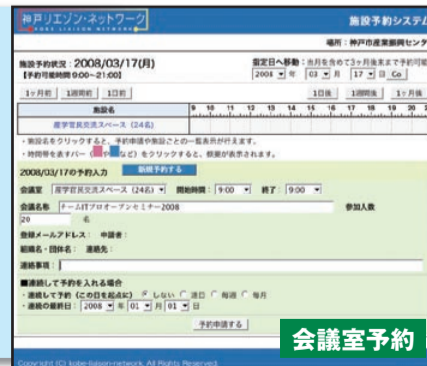 神戸リエゾン・ネットワーク
KOBE LIAISON NETWORK
施設予約システム
場所：神戸市産業振興センタ
施設予約状況：2008/03/17(月)
【予約可能時間 9:00～21:00】
指定日へ移動：当月を含めて3ヶ月後末まで予約可能
2008 年 03 月 17 日 Go
1ヶ月前 1週間前 1日前 1日後 1週間後 1ヶ月後
施設名 9 10 11 12 13 14 15 16 17 18 19 20
産学官民交流スペース (24名)
・施設名をクリックすると、予約申請や施設ごとの一覧表示が行えます。
・時間帯を表すバー( など)をクリックすると、概要が表示されます。
2008/03/17の予約入力 新規予約する
会議室 産学官民交流スペース (24名) 開始時間：9:00 終了：9:00
会議名称 チームITプロオープンセミナー2008 参加人数
20 名
登録メールアドレス： 申請者：
組織名・団体名： 連絡先：
連絡事項：
■連続して予約を入れる場合
・連続して予約 (この日を起点に) しない 連日 毎週 毎月
・連続の最終日：2008 年 01 月 01 日
予約申請する
会議室予約
Copyright (C) kobe-liaison-network. All Rights Reserved.